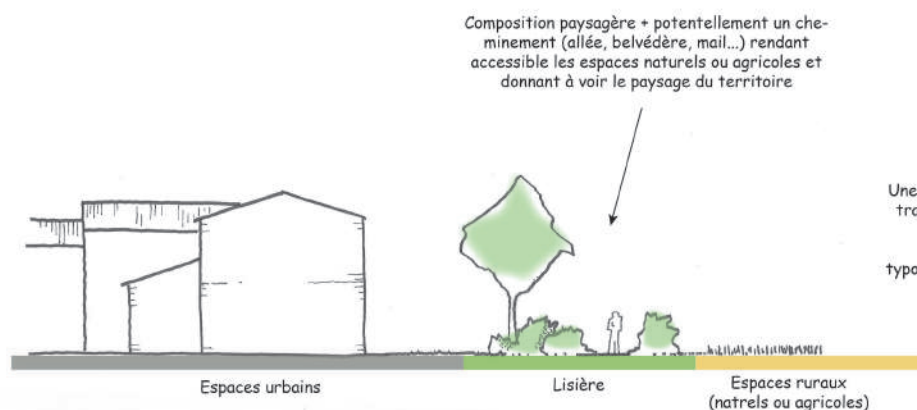 Composition paysagère + potentellement un che-
minement (allée, belvédère, mail...) rendant
accessible les espaces naturels ou agricoles et
donnant à voir le paysage du territoire
Une
Espaces urbains
Lisière
Espaces ruraux
(natrels ou agricoles)